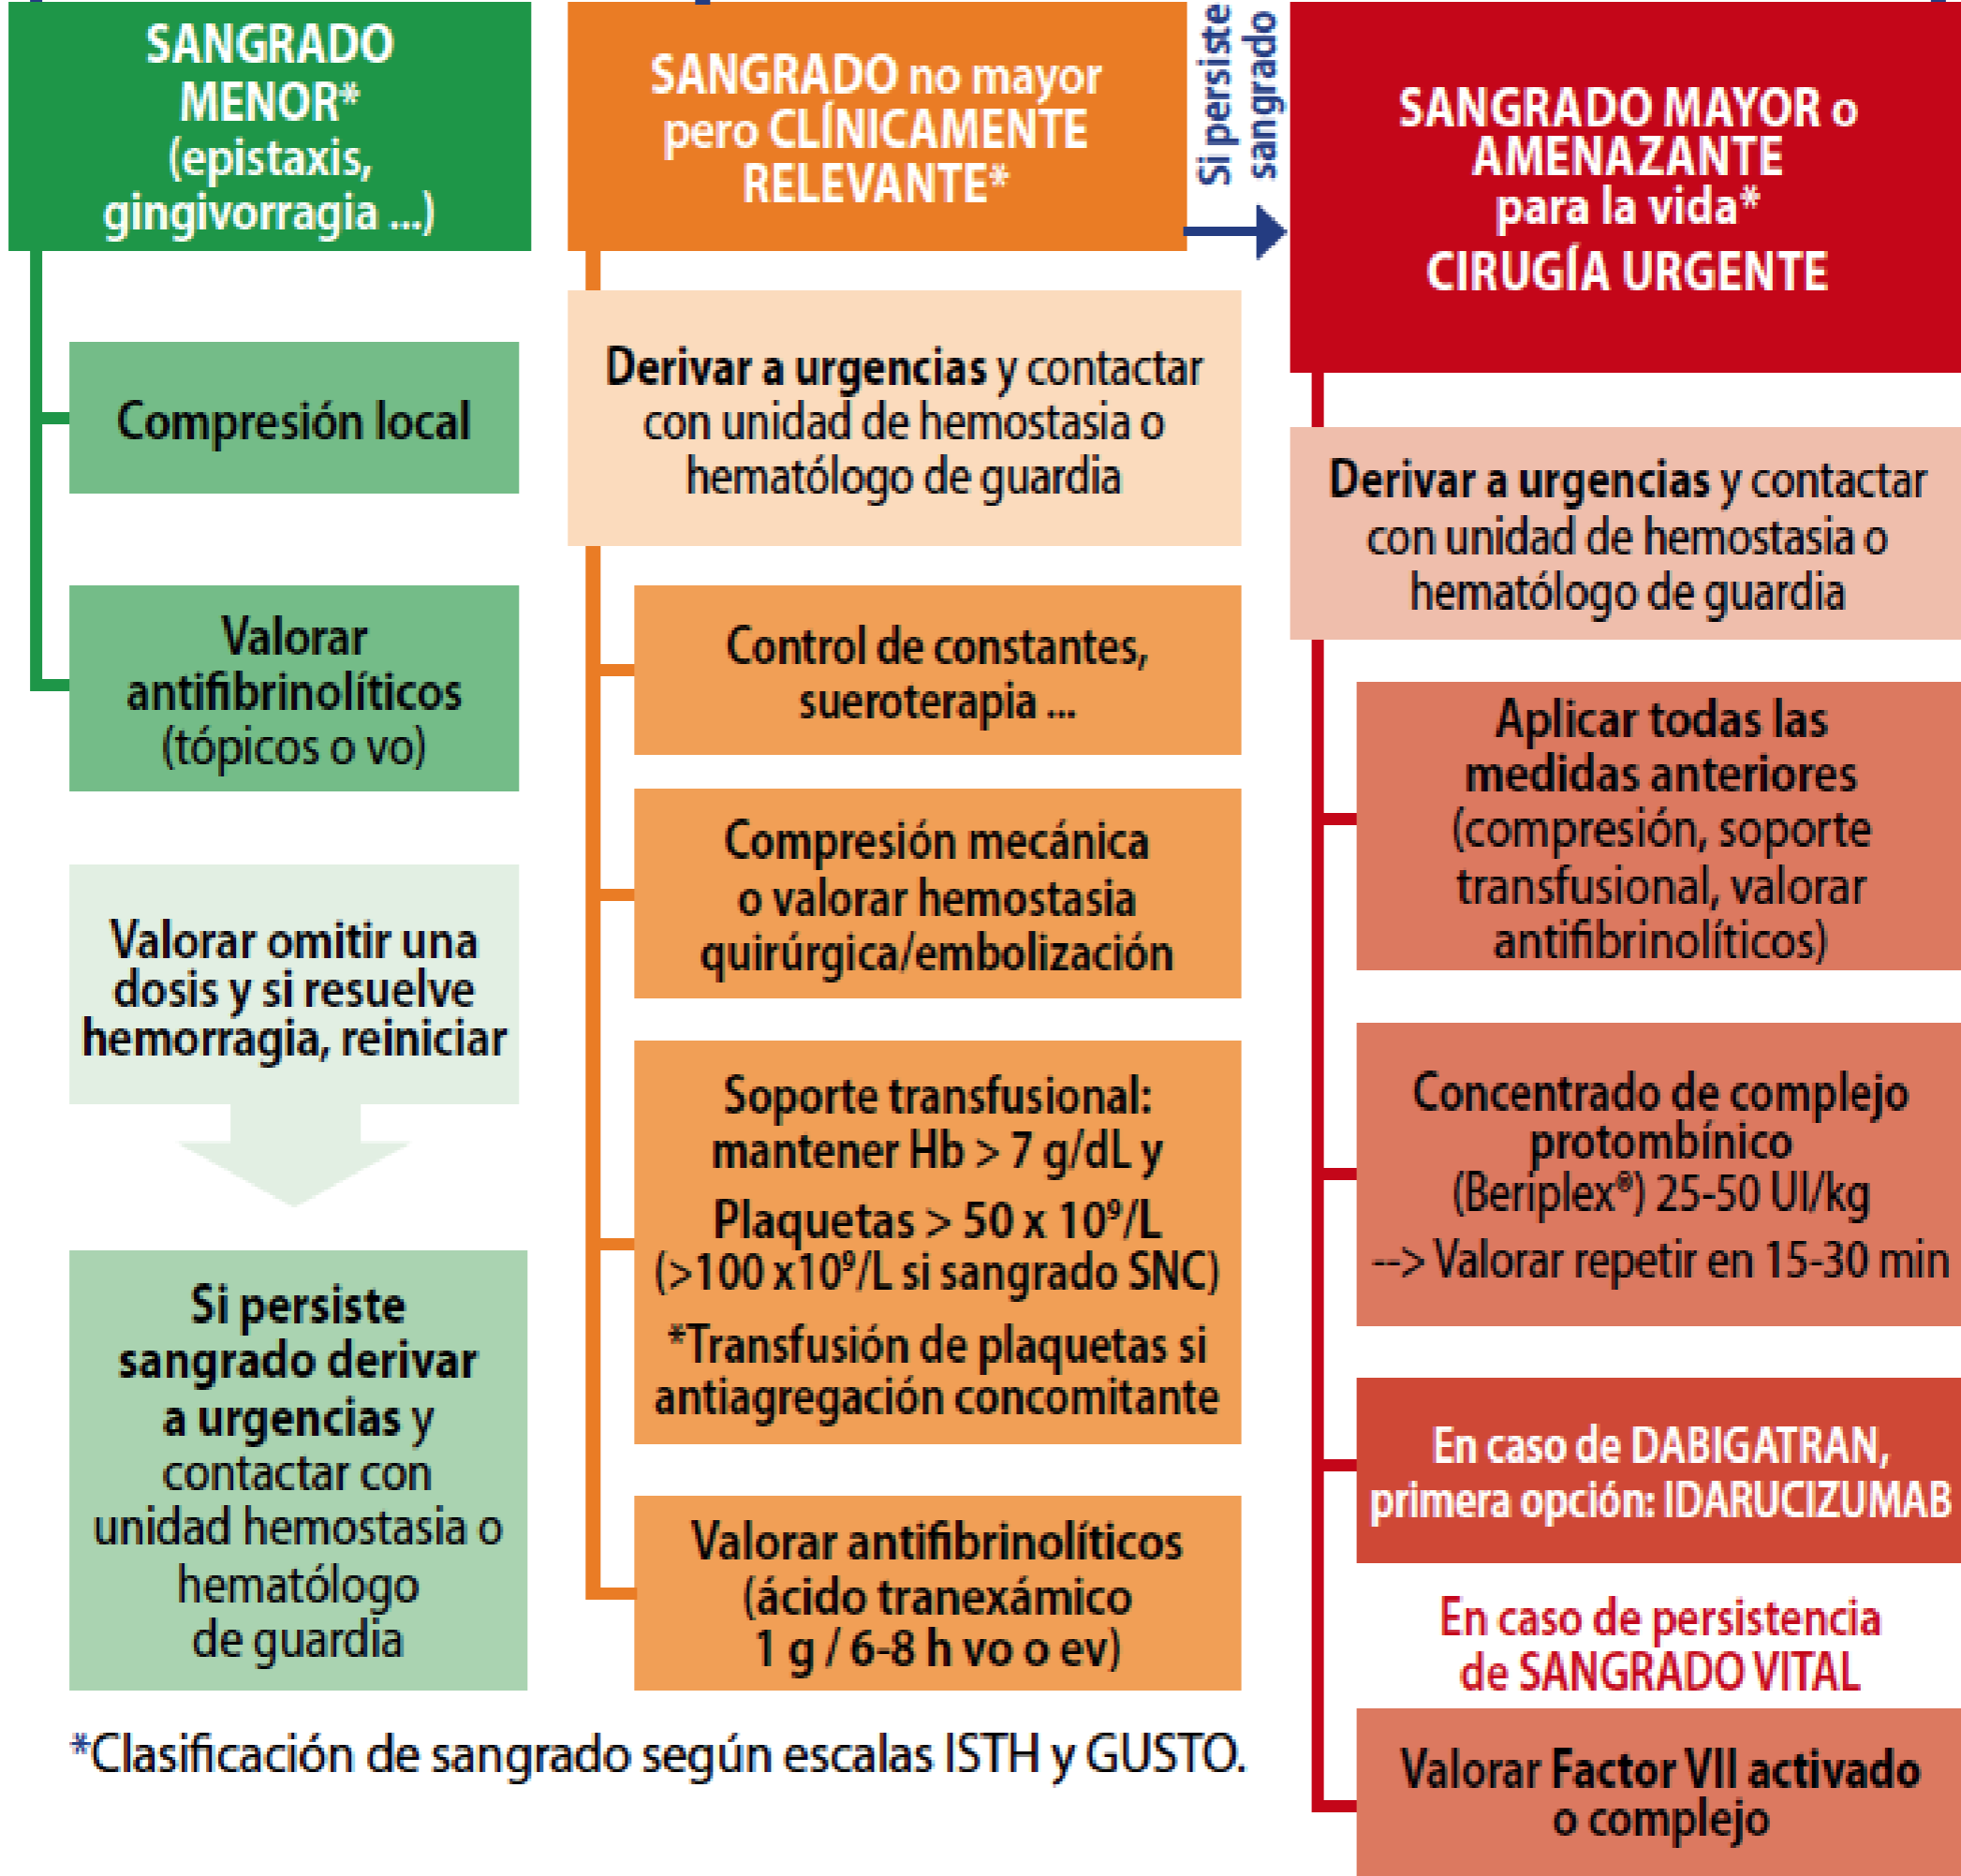 SANGRADO
MENOR*
(epistaxis,
gingivorragia ...)
Compresión local
Valorar
antifibrinolíticos
(tópicos o vo)
Valorar omitir una
dosis y si resuelve
hemorragia, reiniciar
Si persiste
sangrado derivar
a urgencias y
contactar con
unidad hemostasia o
hematólogo
de guardia
SANGRADO no mayor
pero CLÍNICAMENTE
RELEVANTE*
Si persiste
sangrado
Derivar a urgencias y contactar
con unidad de hemostasia o
hematólogo de guardia
Control de constantes,
sueroterapia ...
Compresión mecánica
o valorar hemostasia
quirúrgica/embolización
Soporte transfusional:
mantener Hb > 7 g/dL y
Plaquetas > 50 x 10⁹/L
(>100 x10⁹/L si sangrado SNC)
*Transfusión de plaquetas si
antiagregación concomitante
Valorar antifibrinolíticos
(ácido tranexámico
1 g / 6-8 h vo o ev)
SANGRADO MAYOR o
AMENAZANTE
para la vida*
CIRUGÍA URGENTE
Derivar a urgencias y contactar
con unidad de hemostasia o
hematólogo de guardia
Aplicar todas las
medidas anteriores
(compresión, soporte
transfusional, valorar
antifibrinolíticos)
Concentrado de complejo
protombínico
(Beriplex®) 25-50 UI/kg
--> Valorar repetir en 15-30 min
En caso de DABIGATRAN,
primera opción: IDARUCIZUMAB
En caso de persistencia
de SANGRADO VITAL
Valorar Factor VII activado
o complejo
*Clasificación de sangrado según escalas ISTH y GUSTO.